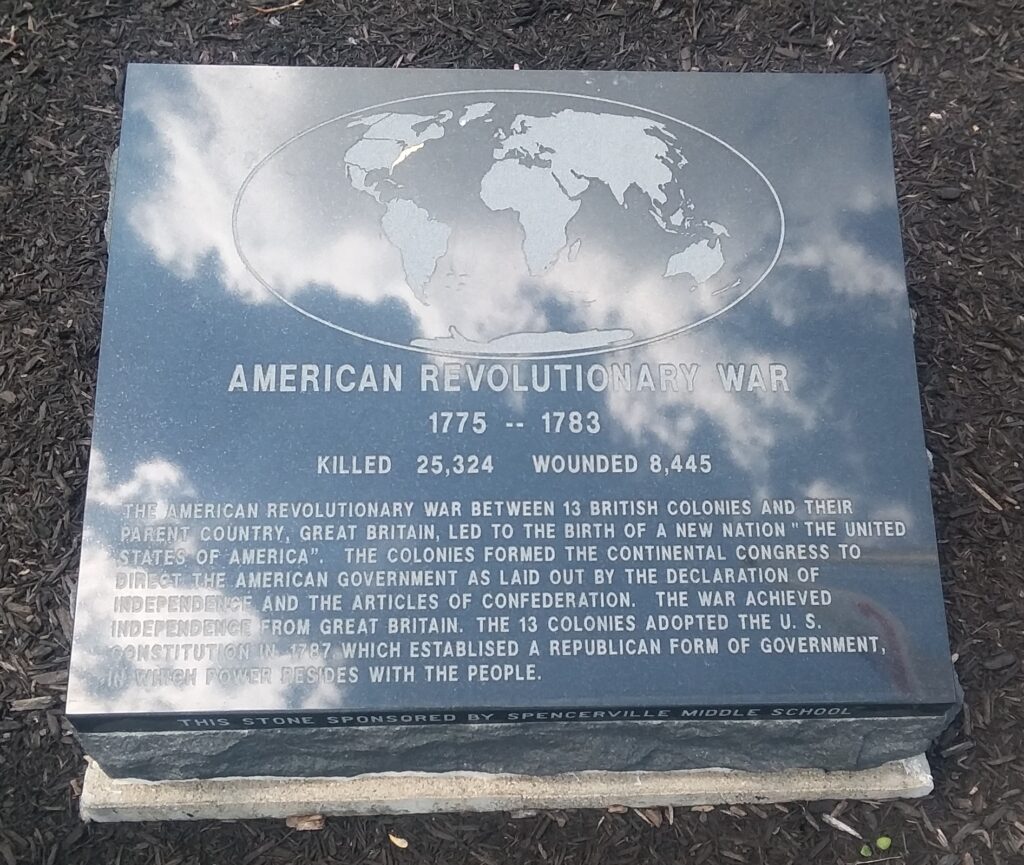 AMERICAN REVOLUTIONARY WAR
1775 -- 1783
KILLED 25,324 WOUNDED 8,445
THE AMERICAN REVOLUTIONARY WAR BETWEEN 13 BRITISH COLONIES AND THEIR
PARENT COUNTRY, GREAT BRITAIN, LED TO THE BIRTH OF A NEW NATION "THE UNITED
STATES OF AMERICA". THE COLONIES FORMED THE CONTINENTAL CONGRESS TO
DIRECT THE AMERICAN GOVERNMENT AS LAID OUT BY THE DECLARATION OF
INDEPENDENCE AND THE ARTICLES OF CONFEDERATION. THE WAR ACHIEVED
INDEPENDENCE FROM GREAT BRITAIN. THE 13 COLONIES ADOPTED THE U. S.
CONSTITUTION IN 1787 WHICH ESTABLISED A REPUBLICAN FORM OF GOVERNMENT,
IN WHICH POWER RESIDES WITH THE PEOPLE.
THIS STONE SPONSORED BY SPENCERVILLE MIDDLE SCHOOL